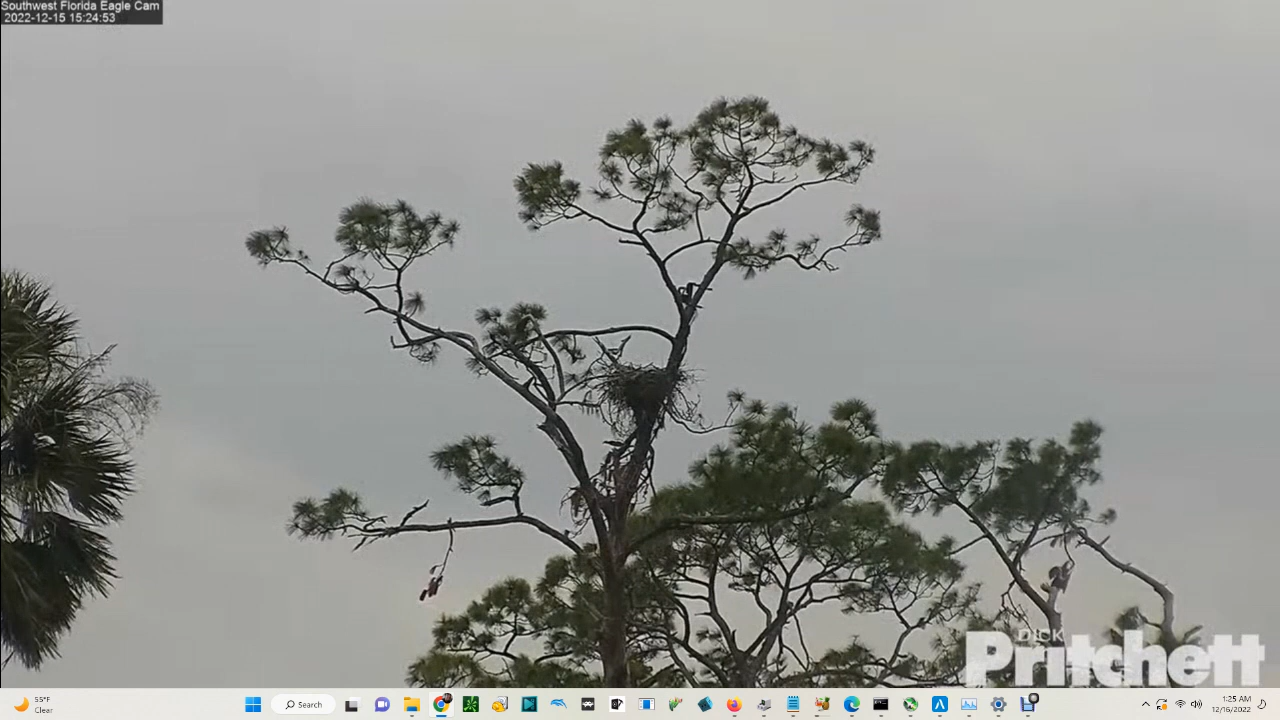 Southwest Florida Eagle Cam
2022-12-15 15:24:53
DICK
Pritchett
55°F
Clear
Search
1:25 AM
12/16/2022